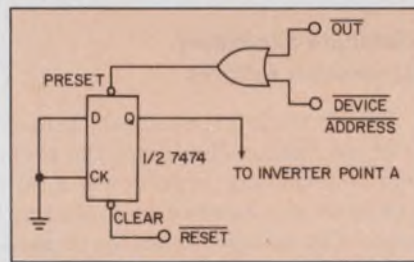 OUT
PRESET
D Q
DEVICE
ADDRESS
1/2 7474
TO INVERTER POINT A
CK
CLEAR
RESET